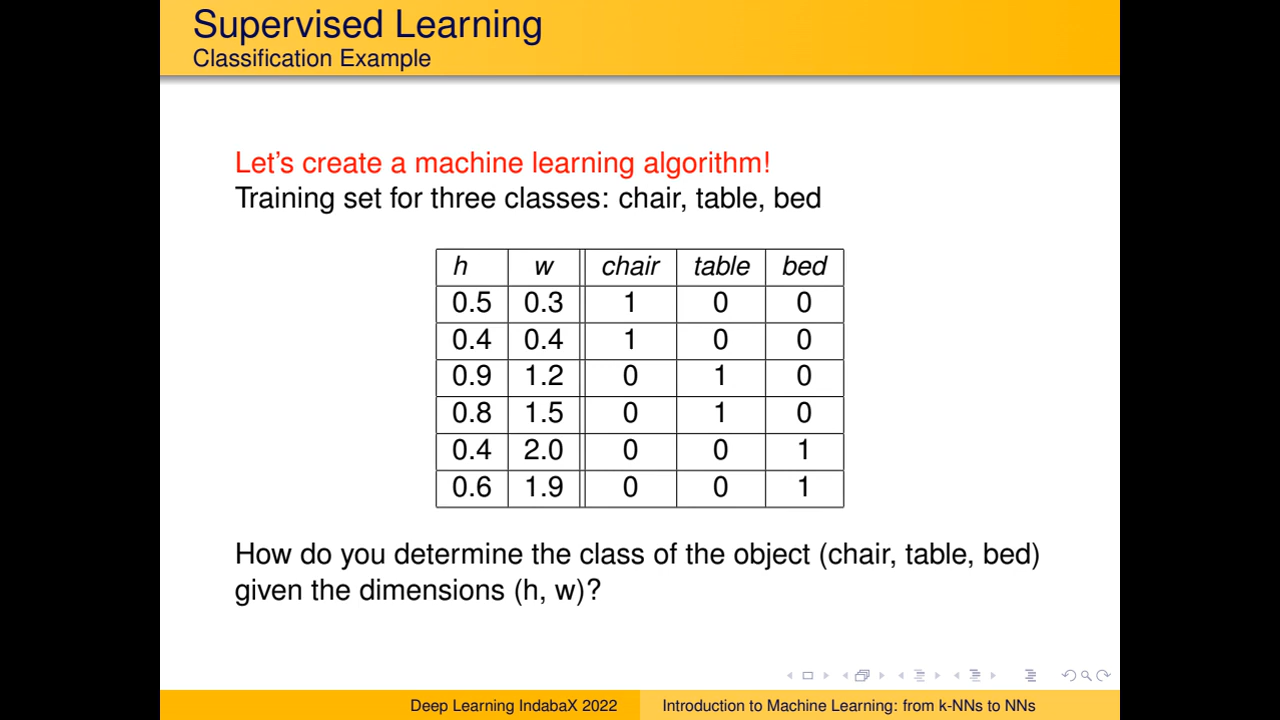 Supervised Learning
Classification Example
Let's create a machine learning algorithm!
Training set for three classes: chair, table, bed
h w chair table bed
0.5 0.3 1 0 0
0.4 0.4 1 0 0
0.9 1.2 0 1 0
0.8 1.5 0 1 0
0.4 2.0 0 0 1
0.6 1.9 0 0 1
How do you determine the class of the object (chair, table, bed)
given the dimensions (h, w)?
Deep Learning IndabaX 2022 Introduction to Machine Learning: from k-NNs to NNs